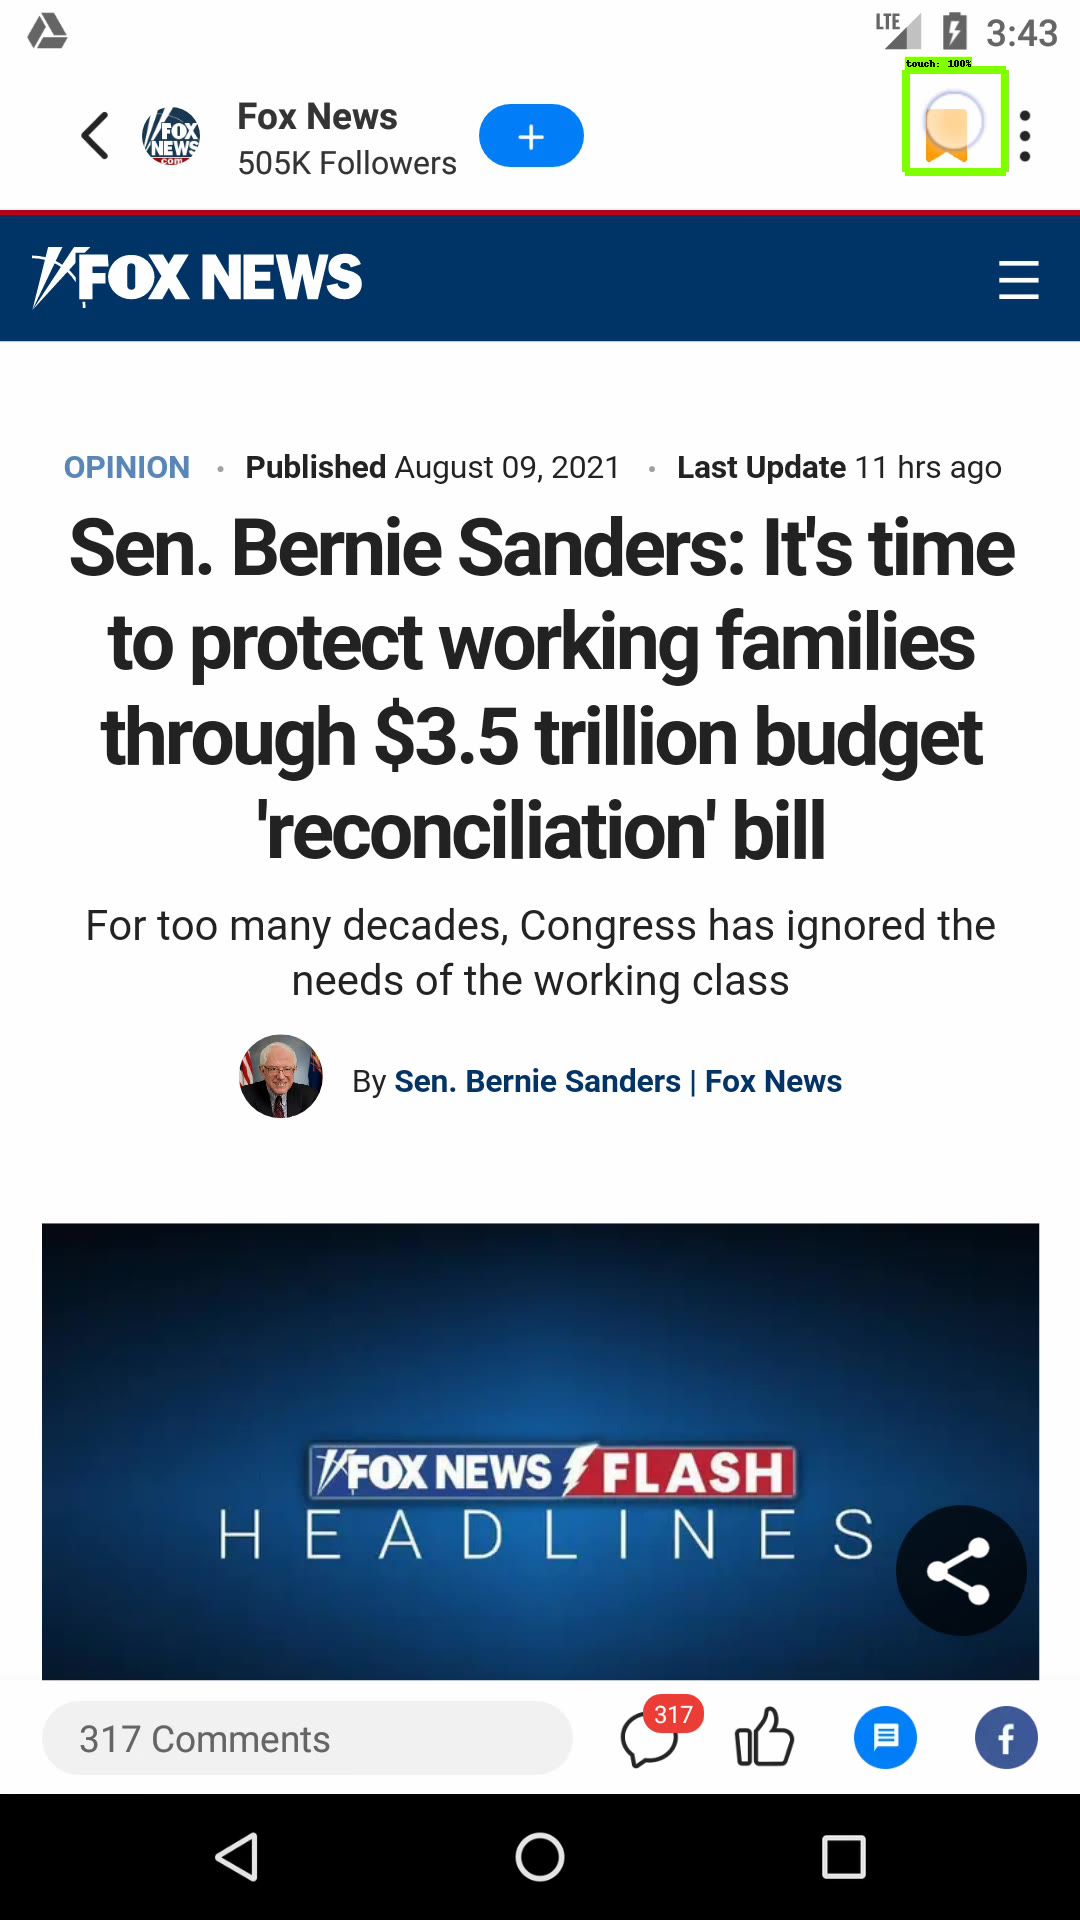 LTE 3:43
touch: 100%
Fox News
505K Followers
FOX NEWS .com
FOX NEWS
OPINION · Published August 09, 2021 · Last Update 11 hrs ago
Sen. Bernie Sanders: It's time
to protect working families
through $3.5 trillion budget
'reconciliation' bill
For too many decades, Congress has ignored the
needs of the working class
By Sen. Bernie Sanders | Fox News
FOX NEWS FLASH
HEADLINES
317 Comments
317
f